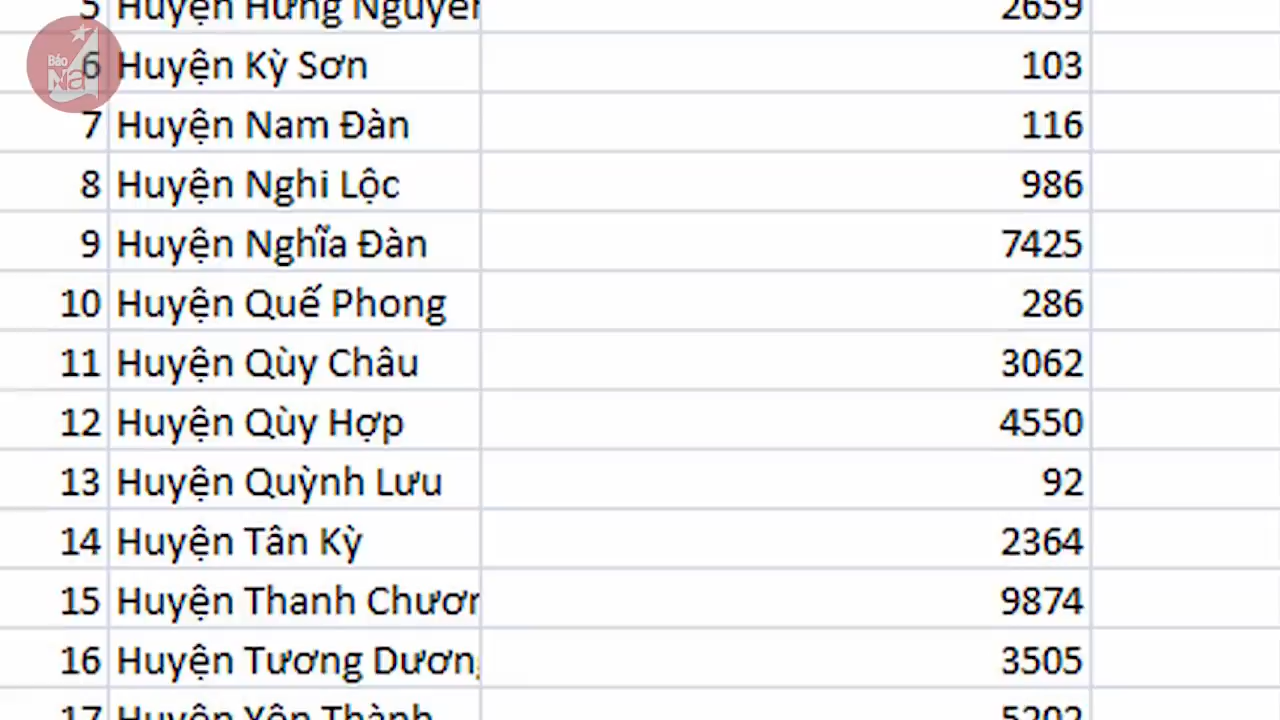 5 Huyện Hưng Nguyên 2659
Báo
Na
6 Huyện Kỳ Sơn 103
7 Huyện Nam Đàn 116
8 Huyện Nghi Lộc 986
9 Huyện Nghĩa Đàn 7425
10 Huyện Quế Phong 286
11 Huyện Qùy Châu 3062
12 Huyện Qùy Hợp 4550
13 Huyện Quỳnh Lưu 92
14 Huyện Tân Kỳ 2364
15 Huyện Thanh Chươn 9874
16 Huyện Tương Dương 3505
17 Huyện Yên Thành 5202